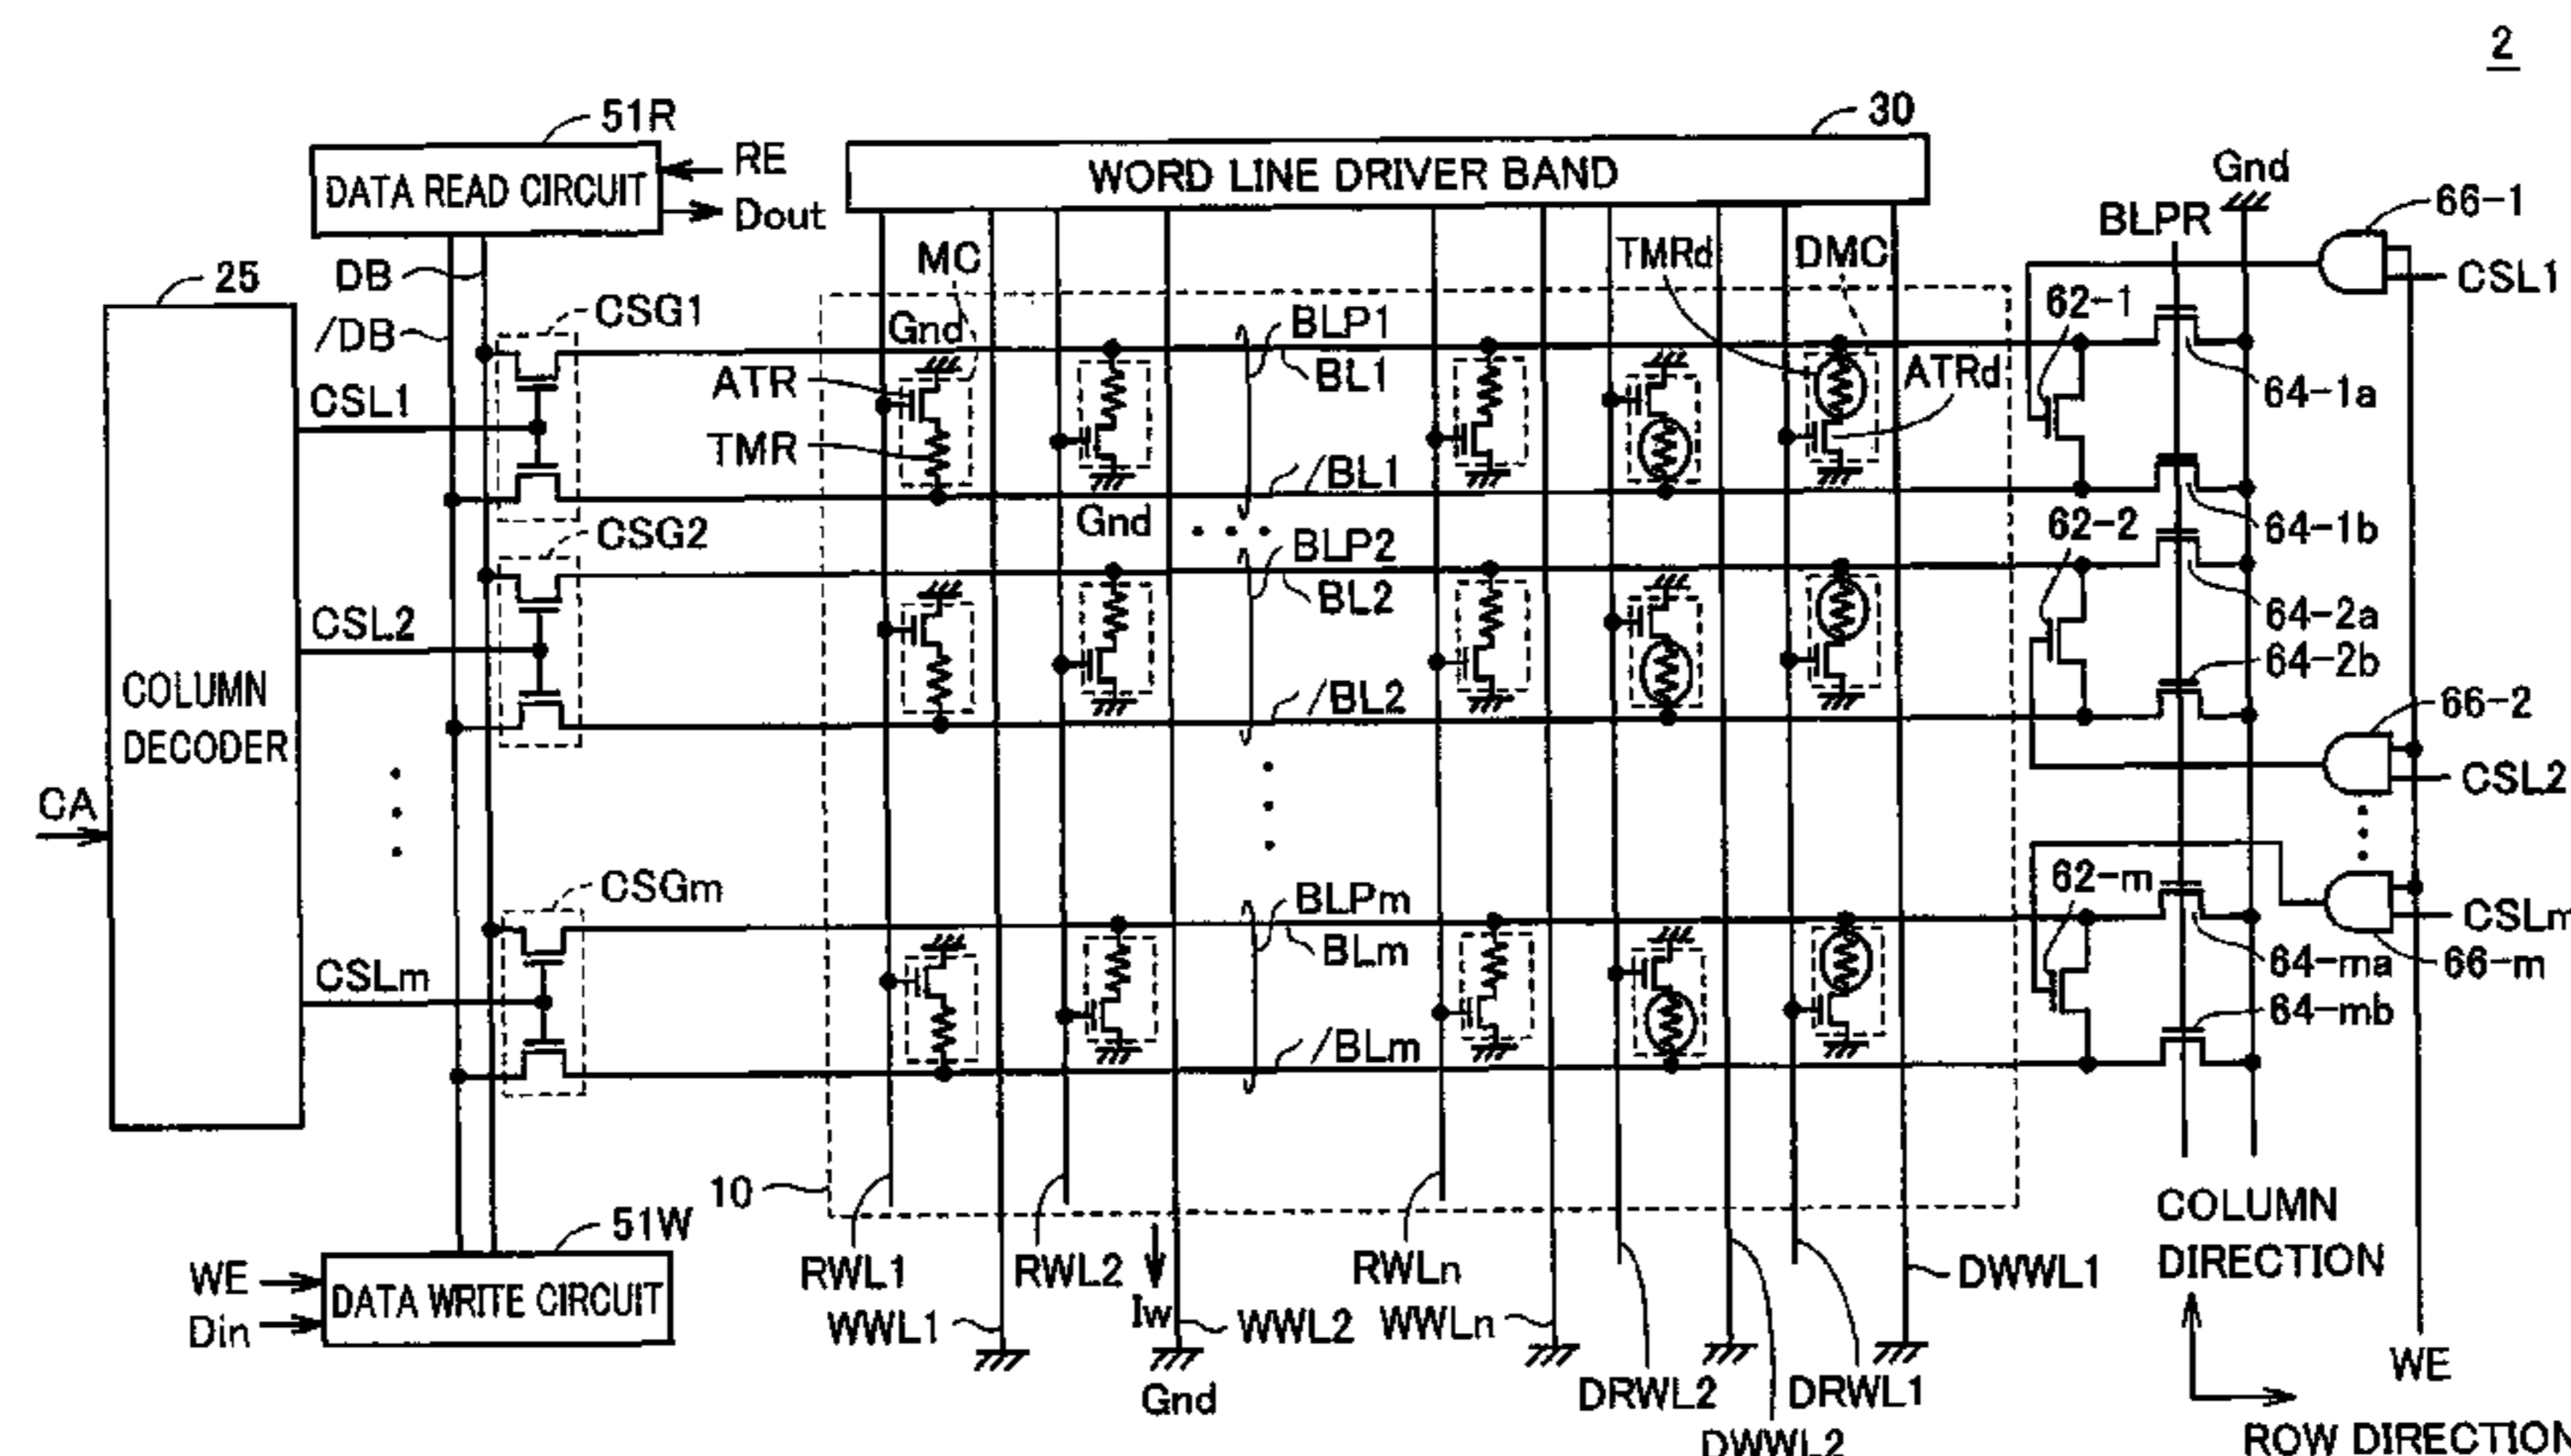 2
51R
30
DATA READ CIRCUIT
RE
Dout
WORD LINE DRIVER BAND
Gnd
BLPR
66-1
25
DB
/DB
CSG1
MC
TMRd
DMC
62-1
CSL1
Gnd
BLP1
BL1
ATR
ATRd
64-1a
CSL1
TMR
/BL1
CSG2
Gnd
BLP2
62-2
64-1b
BL2
64-2a
CSL2
64-2b
/BL2
66-2
COLUMN
DECODER
CA
CSL2
CSGm
BLPm
62-m
CSLm
BLm
64-ma
66-m
CSLm
64-mb
/BLm
10
51W
COLUMN
DIRECTION
WE
Din
DATA WRITE CIRCUIT
RWL1
RWL2
RWLn
DWWL1
WWL1
Iw
WWL2
WWLn
Gnd
DRWL2
DRWL1
WE
DWWL2
ROW DIRECTION